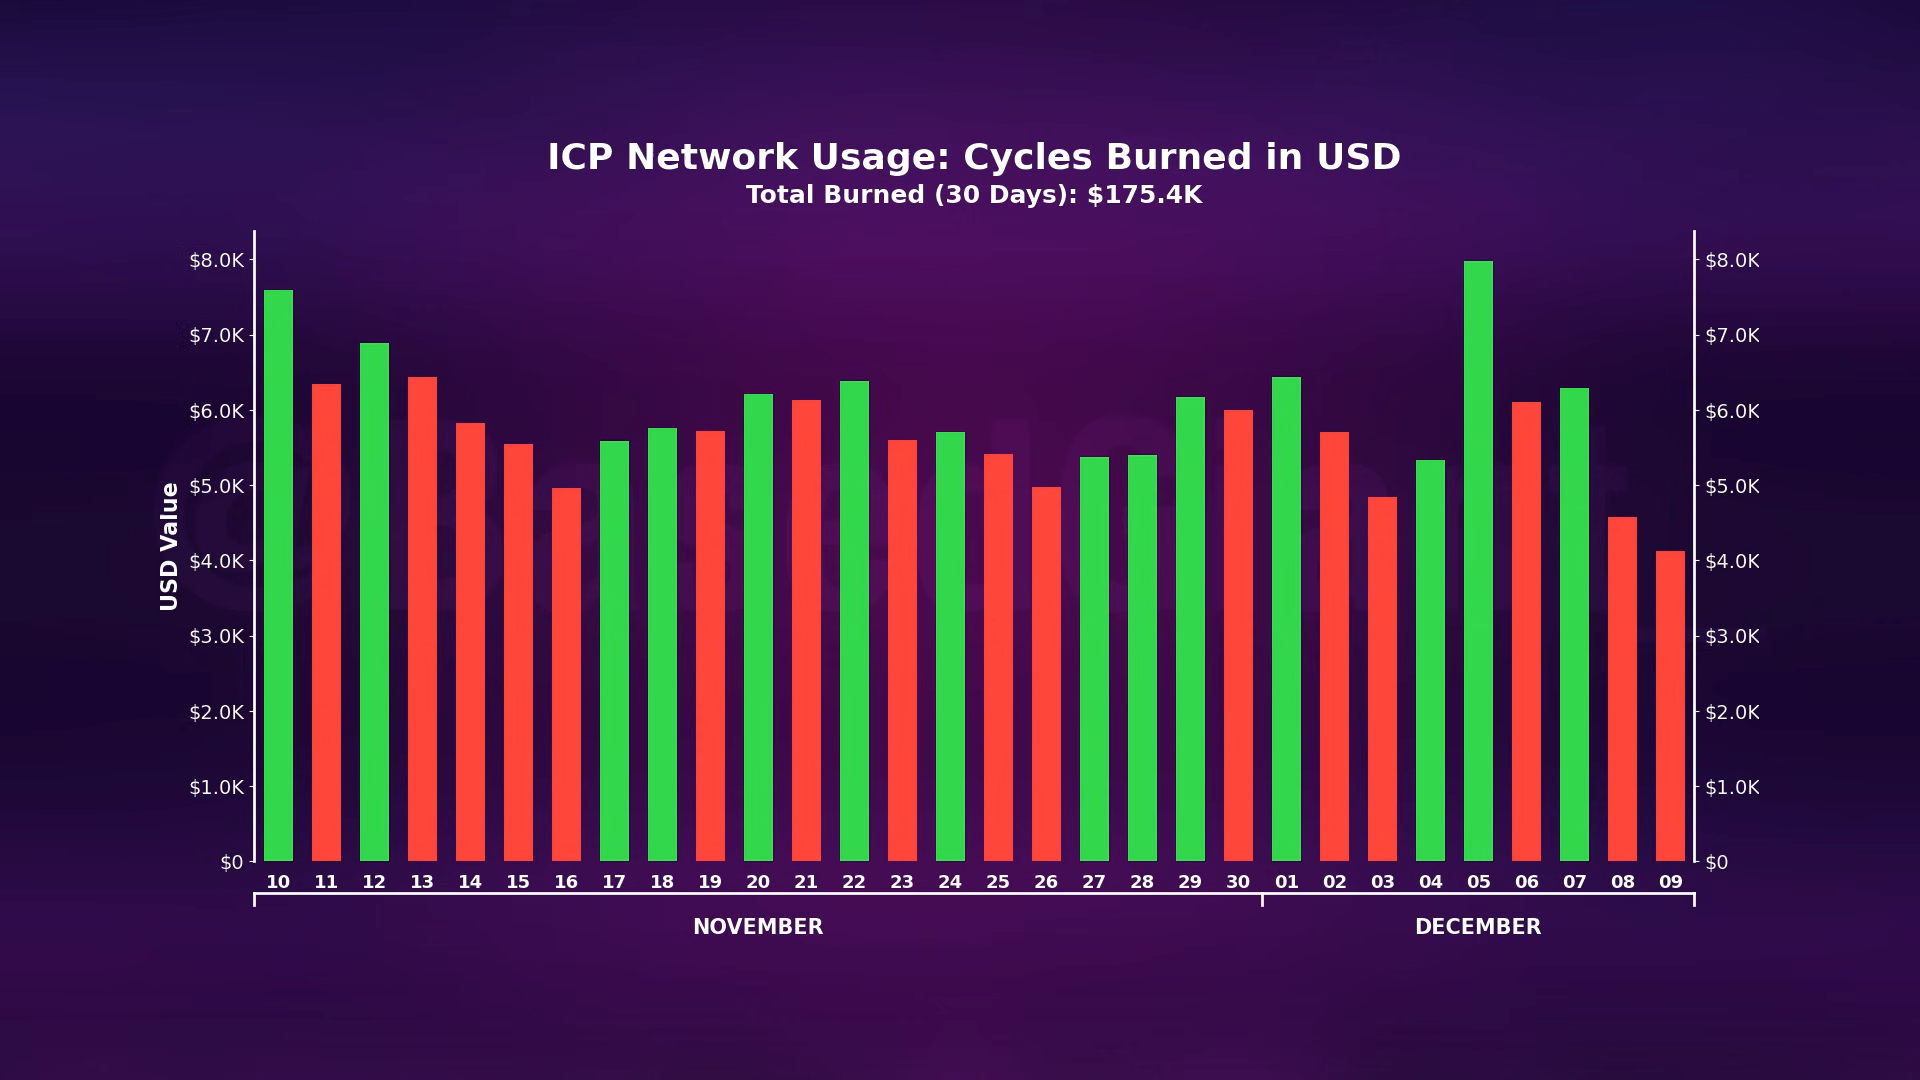 ICP Network Usage: Cycles Burned in USD
Total Burned (30 Days): $175.4K
USD Value
$8.0K
$7.0K
$6.0K
$5.0K
$4.0K
$3.0K
$2.0K
$1.0K
$0
$8.0K
$7.0K
$6.0K
$5.0K
$4.0K
$3.0K
$2.0K
$1.0K
$0
10 11 12 13 14 15 16 17 18 19 20 21 22 23 24 25 26 27 28 29 30 01 02 03 04 05 06 07 08 09
NOVEMBER DECEMBER